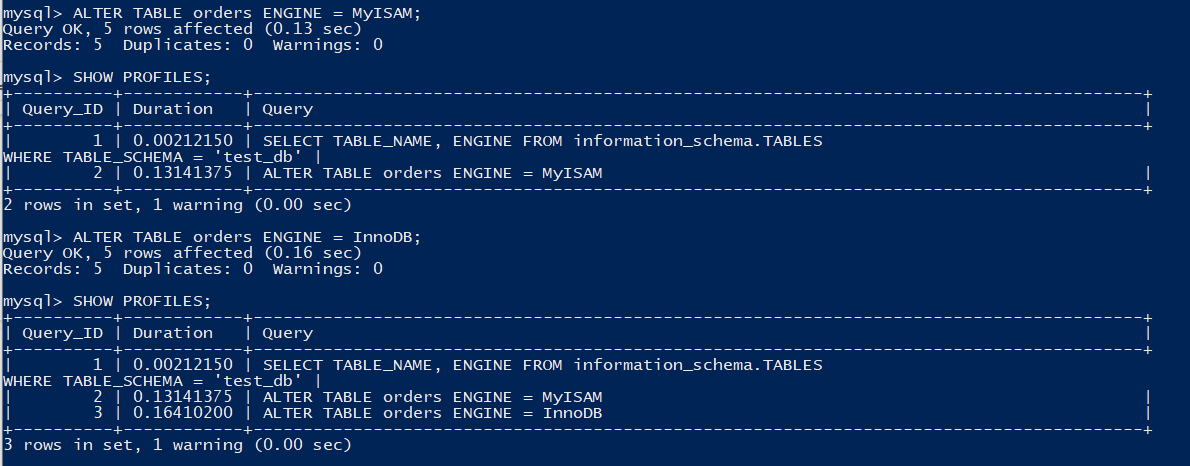 mysql> ALTER TABLE orders ENGINE = MyISAM;
Query OK, 5 rows affected (0.13 sec)
Records: 5  Duplicates: 0  Warnings: 0

mysql> SHOW PROFILES;
+----------+------------+----------------------------------------------------------------------------------------+
| Query_ID | Duration   | Query                                                                                  |
+----------+------------+----------------------------------------------------------------------------------------+
|        1 | 0.00212150 | SELECT TABLE_NAME, ENGINE FROM information_schema.TABLES
WHERE TABLE_SCHEMA = 'test_db' |
|        2 | 0.13141375 | ALTER TABLE orders ENGINE = MyISAM                                                     |
+----------+------------+----------------------------------------------------------------------------------------+
2 rows in set, 1 warning (0.00 sec)

mysql> ALTER TABLE orders ENGINE = InnoDB;
Query OK, 5 rows affected (0.16 sec)
Records: 5  Duplicates: 0  Warnings: 0

mysql> SHOW PROFILES;
+----------+------------+----------------------------------------------------------------------------------------+
| Query_ID | Duration   | Query                                                                                  |
+----------+------------+----------------------------------------------------------------------------------------+
|        1 | 0.00212150 | SELECT TABLE_NAME, ENGINE FROM information_schema.TABLES
WHERE TABLE_SCHEMA = 'test_db' |
|        2 | 0.13141375 | ALTER TABLE orders ENGINE = MyISAM                                                     |
|        3 | 0.16410200 | ALTER TABLE orders ENGINE = InnoDB                                                     |
+----------+------------+----------------------------------------------------------------------------------------+
3 rows in set, 1 warning (0.00 sec)